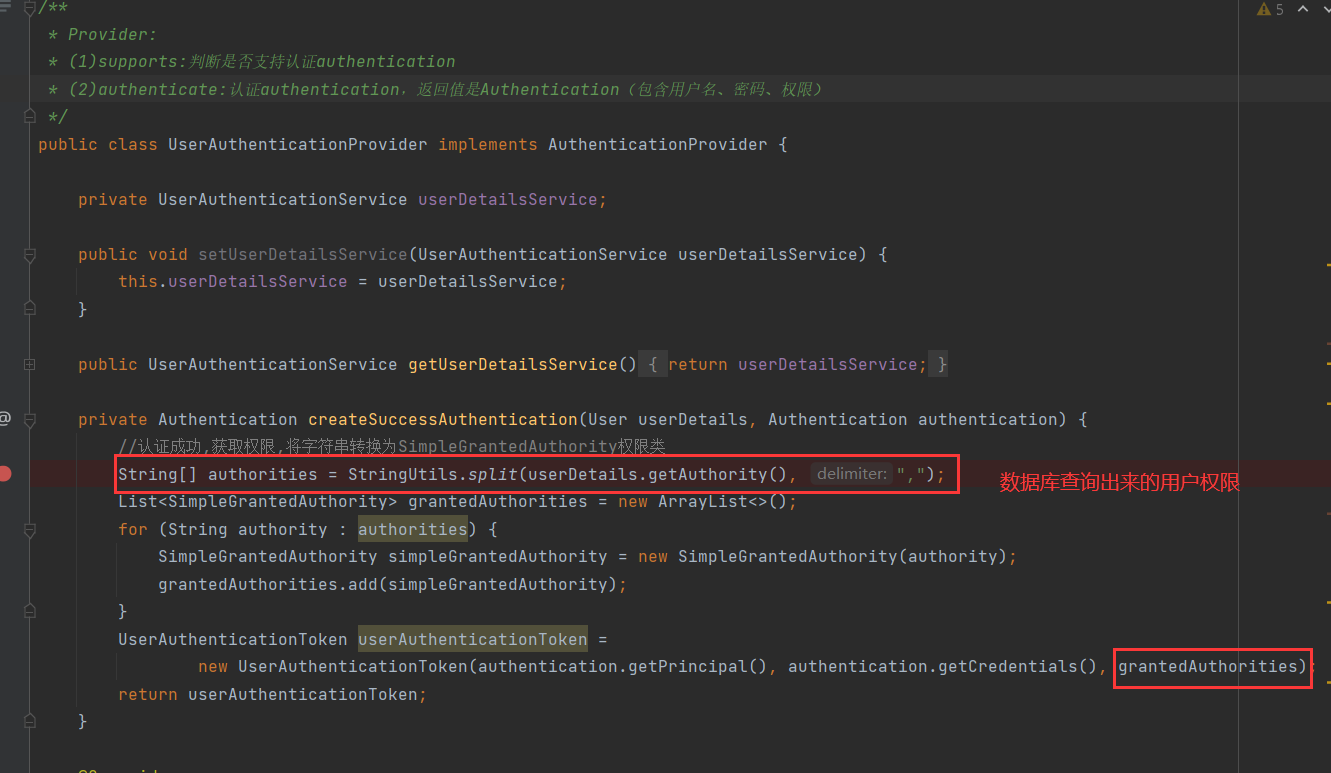 5
/**
 * Provider:
 * (1)supports:判断是否支持认证authentication
 * (2)authenticate:认证authentication，返回值是Authentication（包含用户名、密码、权限）
 */
public class UserAuthenticationProvider implements AuthenticationProvider {
private UserAuthenticationService userDetailsService;
public void setUserDetailsService(UserAuthenticationService userDetailsService) {
this.userDetailsService = userDetailsService;
}
public UserAuthenticationService getUserDetailsService() { return userDetailsService; }
@
private Authentication createSuccessAuthentication(User userDetails, Authentication authentication) {
//认证成功,获取权限,将字符串转换为SimpleGrantedAuthority权限类
String[] authorities = StringUtils.split(userDetails.getAuthority(), delimiter: ",");
数据库查询出来的用户权限
List<SimpleGrantedAuthority> grantedAuthorities = new ArrayList<>();
for (String authority : authorities) {
SimpleGrantedAuthority simpleGrantedAuthority = new SimpleGrantedAuthority(authority);
grantedAuthorities.add(simpleGrantedAuthority);
}
UserAuthenticationToken userAuthenticationToken =
new UserAuthenticationToken(authentication.getPrincipal(), authentication.getCredentials(), grantedAuthorities);
return userAuthenticationToken;
}